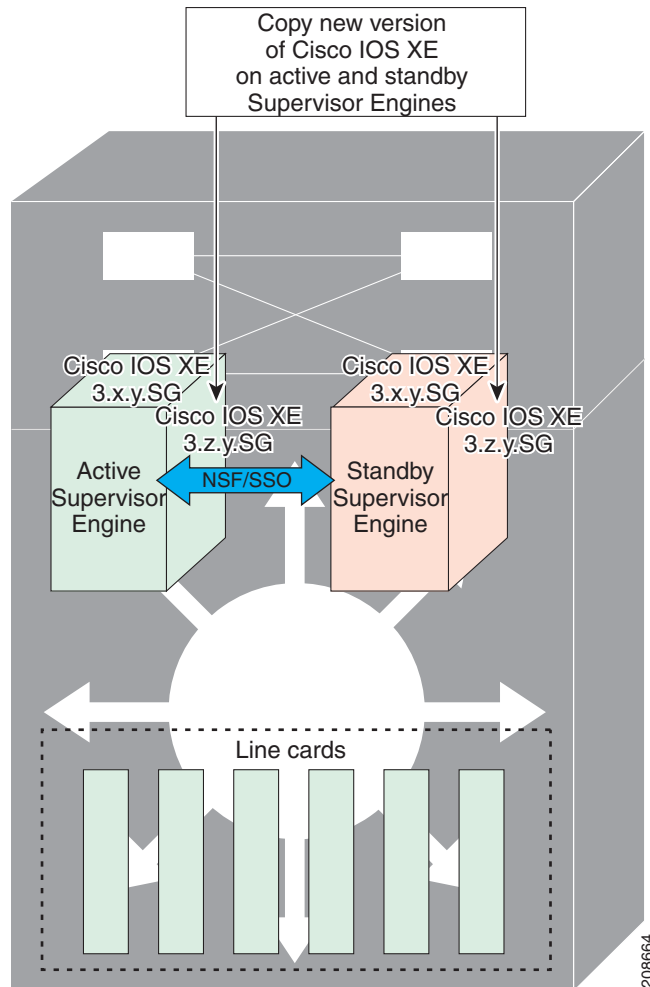 Copy new version
of Cisco IOS XE
on active and standby
Supervisor Engines
Cisco IOS XE
3.x.y.SG
Cisco IOS XE
3.z.y.SG
Cisco IOS XE
3.x.y.SG
Cisco IOS XE
3.z.y.SG
Active
Supervisor
Engine
NSF/SSO
Standby
Supervisor
Engine
Line cards
208664